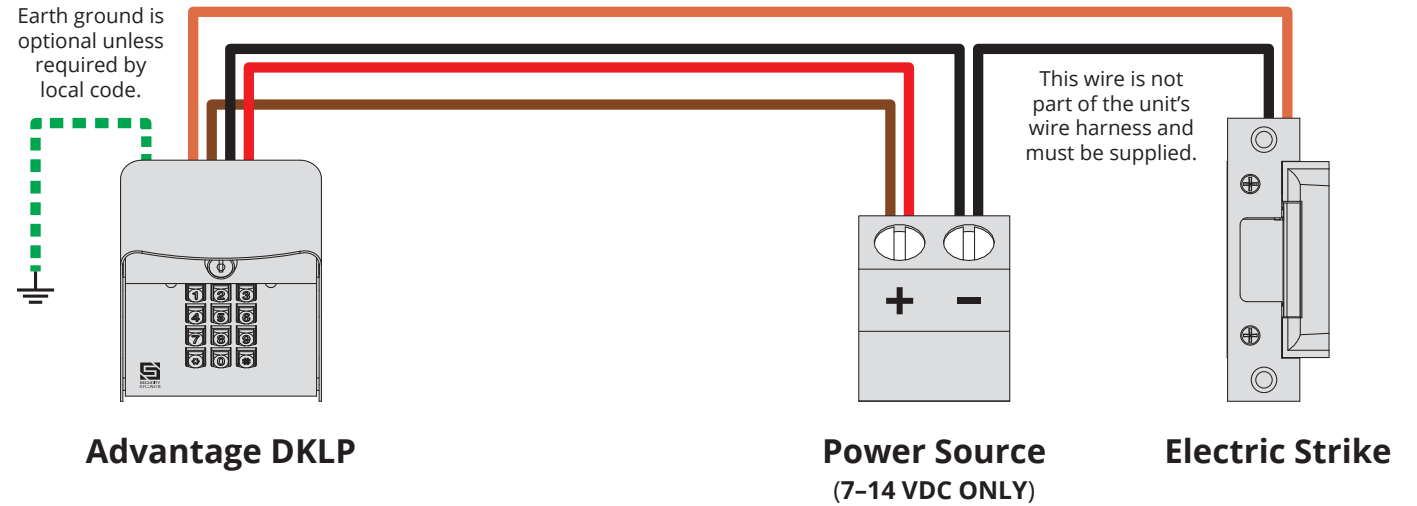 Earth ground is
optional unless
required by
local code.
This wire is not
part of the unit's
wire harness and
must be supplied.
1 2 3
4 5 6
7 8 9
* 0 #
+ −
SECURITY
BRANDS
Advantage DKLP
Power Source
(7–14 VDC ONLY)
Electric Strike